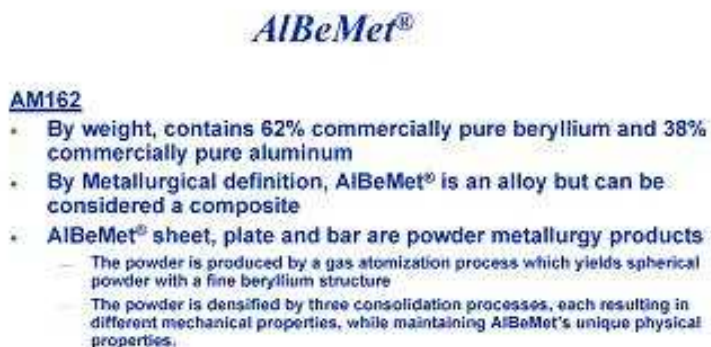 AlBeMet®
AM162
• By weight, contains 62% commercially pure beryllium and 38%
commercially pure aluminum
• By Metallurgical definition, AlBeMet® is an alloy but can be
considered a composite
• AlBeMet® sheet, plate and bar are powder metallurgy products
— The powder is produced by a gas atomization process which yields spherical
powder with a fine beryllium structure
— The powder is densified by three consolidation processes, each resulting in
different mechanical properties, while maintaining AlBeMet's unique physical
properties.